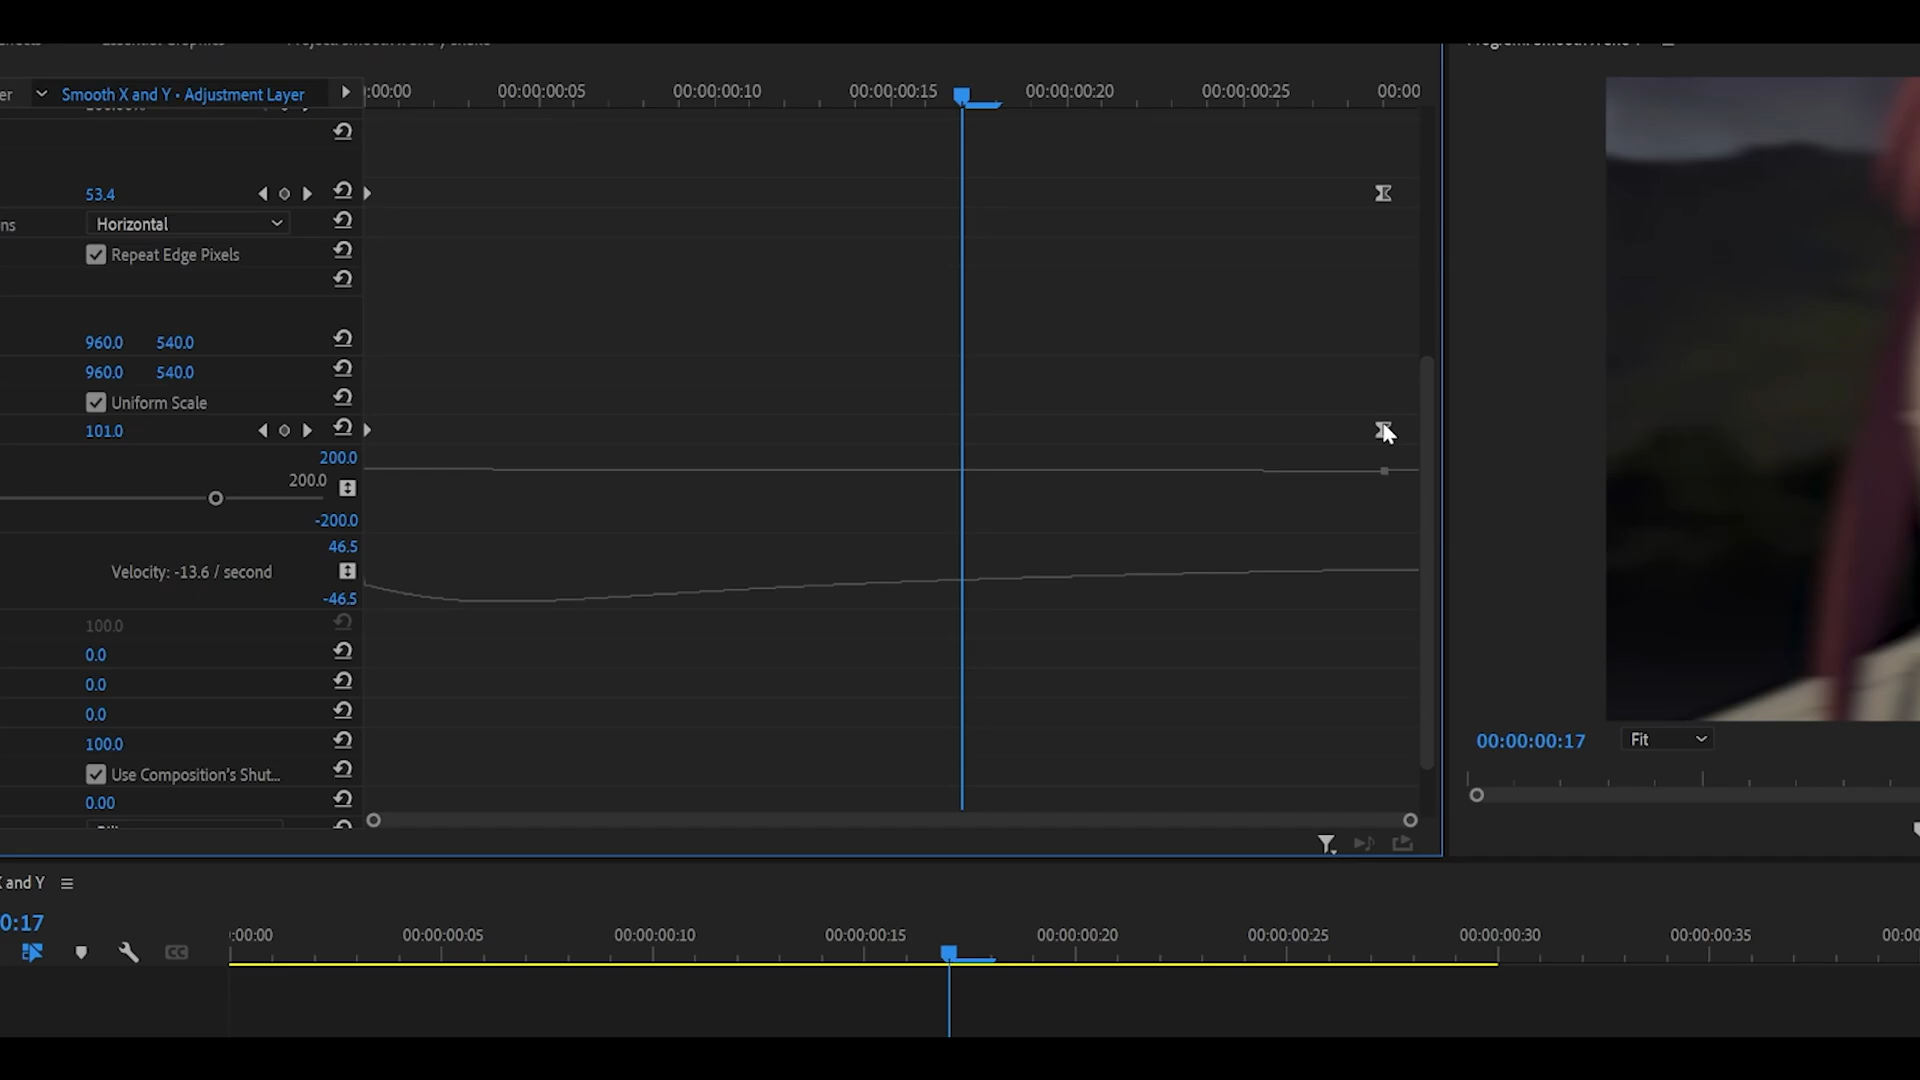 Essential Graphics
er Smooth X and Y • Adjustment Layer
:00:00 00:00:00:05 00:00:00:10 00:00:00:15 00:00:00:20 00:00:00:25 00:00
53.4
ns Horizontal
Repeat Edge Pixels
960.0 540.0
960.0 540.0
Uniform Scale
101.0
200.0
200.0
-200.0
46.5
Velocity: -13.6 / second
-46.5
100.0
0.0
0.0
0.0
100.0
Use Composition's Shut...
0.00
00:00:00:17 Fit
X and Y
0:17
:00:00 00:00:00:05 00:00:00:10 00:00:00:15 00:00:00:20 00:00:00:25 00:00:00:30 00:00:00:35 00:00
CC